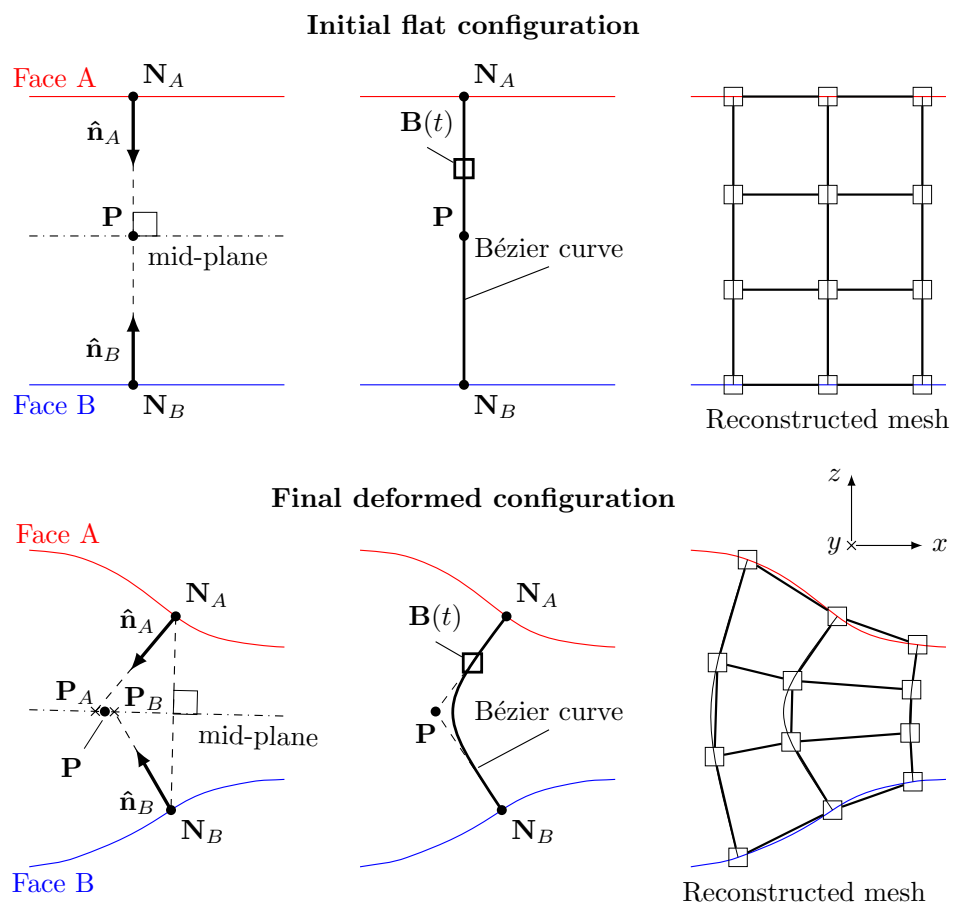 Initial flat configuration
Face A
N_A
n̂_A
P
mid-plane
n̂_B
Face B
N_B
N_A
B(t)
P
Bézier curve
N_B
Reconstructed mesh
Final deformed configuration
z
y
x
Face A
N_A
n̂_A
P_A
P_B
mid-plane
P
n̂_B
N_B
Face B
N_A
B(t)
P
Bézier curve
N_B
Reconstructed mesh